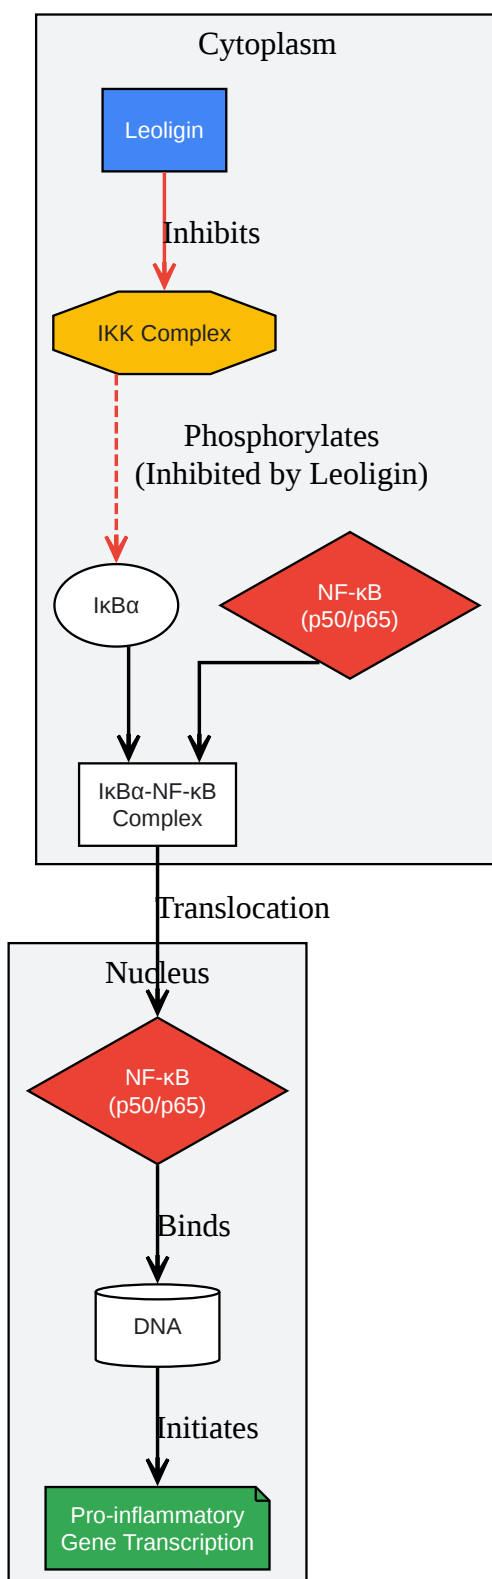 Cytoplasm
Leoligin
Inhibits
IKK Complex
Phosphorylates
(Inhibited by Leoligin)
IκBα
NF-κB
(p50/p65)
IκBα-NF-κB
Complex
Translocation
Nucleus
NF-κB
(p50/p65)
Binds
DNA
Initiates
Pro-inflammatory
Gene Transcription